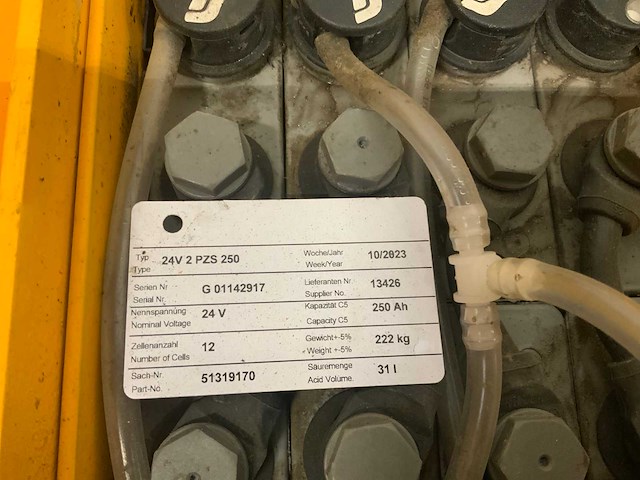 Typ 24V 2 PZS 250 Woche/Jahr 10/2023
Type Week/Year
Serien Nr G 01142917 Lieferanten Nr. 13426
Serial Nr Supplier No.
Nennspannung 24 V Kapazität C5 250 Ah
Nominal Voltage Capacity C5
Zellenanzahl 12 Gewicht+-5% 222 kg
Number of Cells Weight +-5%
Sach-Nr. 51319170 Säuremenge 31 l
Part-No. Acid Volume.